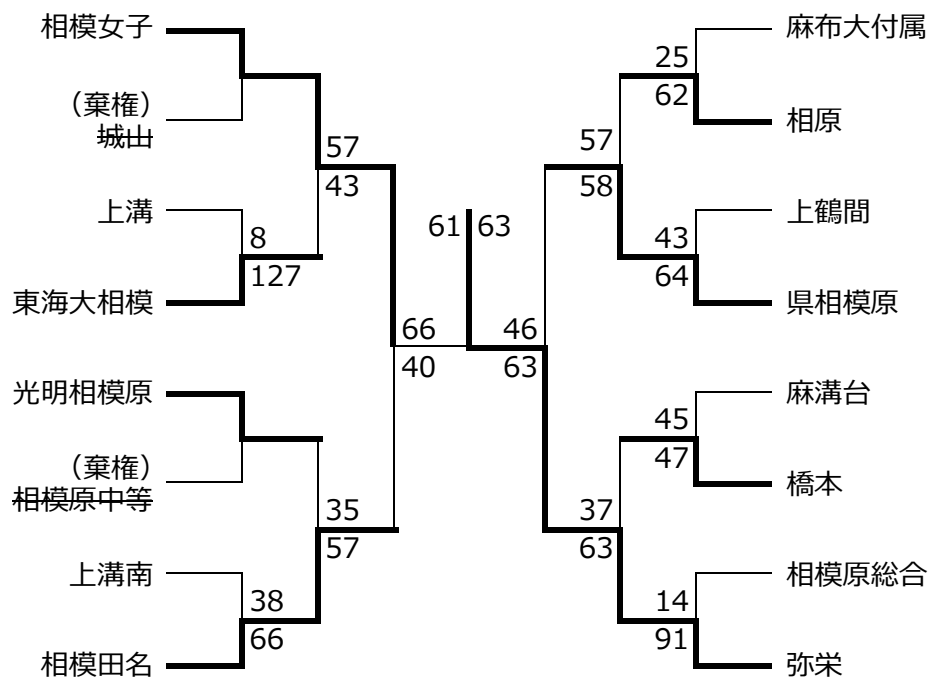 相模女子
(棄権)
城山
57
43
上溝
8
127
東海大相模
66
40
光明相模原
(棄権)
相模原中等
35
57
上溝南
38
66
相模田名
61 63
麻布大付属
25
62
相原
57
58
上鶴間
43
64
県相模原
46
63
麻溝台
45
47
橋本
37
63
相模原総合
14
91
弥栄